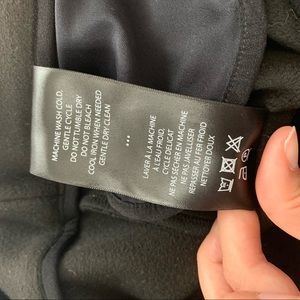 MACHINE WASH COLD,
GENTLE CYCLE
DO NOT TUMBLE DRY
DO NOT BLEACH
COOL IRON WHEN NEEDED
GENTLE DRY CLEAN
•••
LAVER À LA MACHINE
À L'EAU FROID,
CYCLE DÉLICAT
NE PAS SÉCHER EN MACHINE
NE PAS JAVELLISER
REPASSER AU FER FROID
NETTOYER DOUX